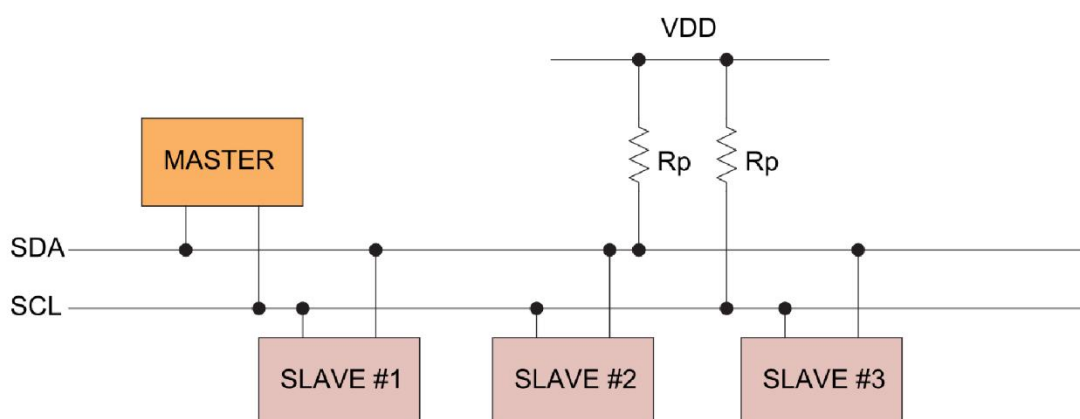 VDD
MASTER
Rp
Rp
SDA
SCL
SLAVE #1
SLAVE #2
SLAVE #3